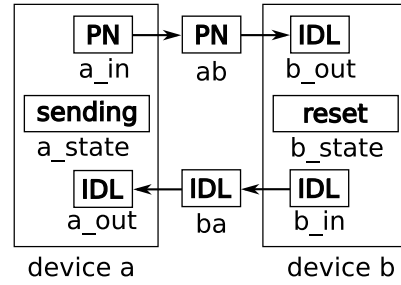 PN PN IDL
a_in ab b_out
sending reset
a_state b_state
IDL IDL IDL
a_out ba b_in
device a device b